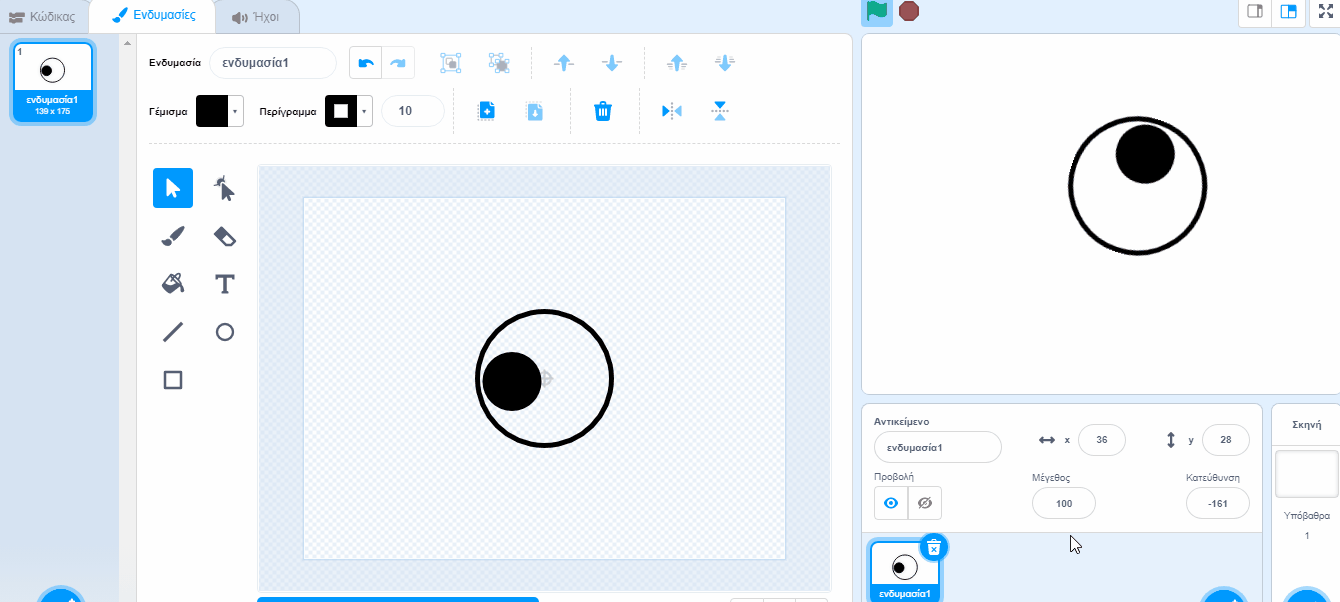 Κώδικας
Ενδυμασίες
Ήχοι
1
ενδυμασία1
139 x 175
Ενδυμασία
ενδυμασία1
Γέμισμα
Περίγραμμα
10
Αντικείμενο
ενδυμασία1
x
36
y
28
Προβολή
Μέγεθος
100
Κατεύθυνση
-161
ενδυμασία1
Σκηνή
Υπόβαθρα
1